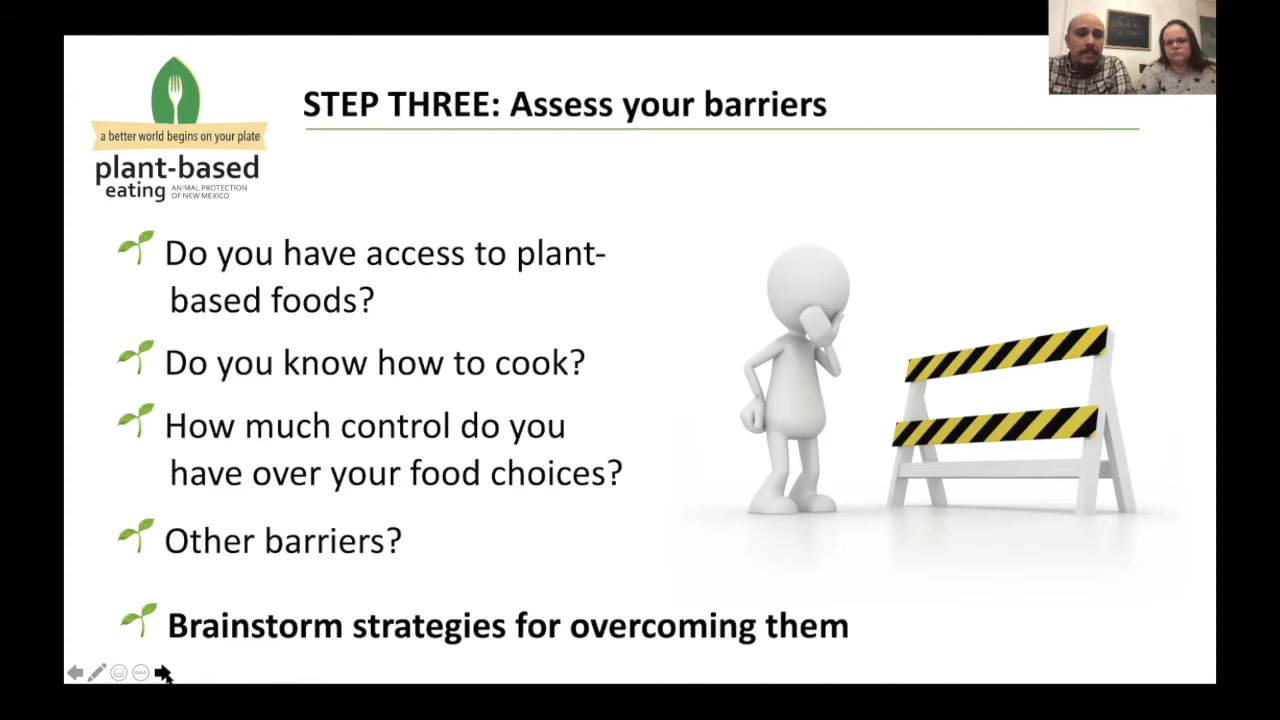 STEP THREE: Assess your barriers
a better world begins on your plate
plant-based
eating
ANIMAL PROTECTION
OF NEW MEXICO
Do you have access to plant-
based foods?
Do you know how to cook?
How much control do you
have over your food choices?
Other barriers?
Brainstorm strategies for overcoming them